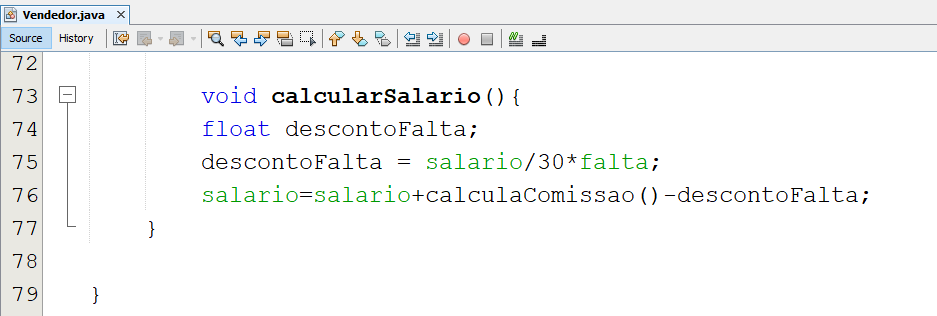 Vendedor.java
Source History
72
73 void calcularSalario(){
74 float descontoFalta;
75 descontoFalta = salario/30*falta;
76 salario=salario+calculaComissao()-descontoFalta;
77 }
78
79 }